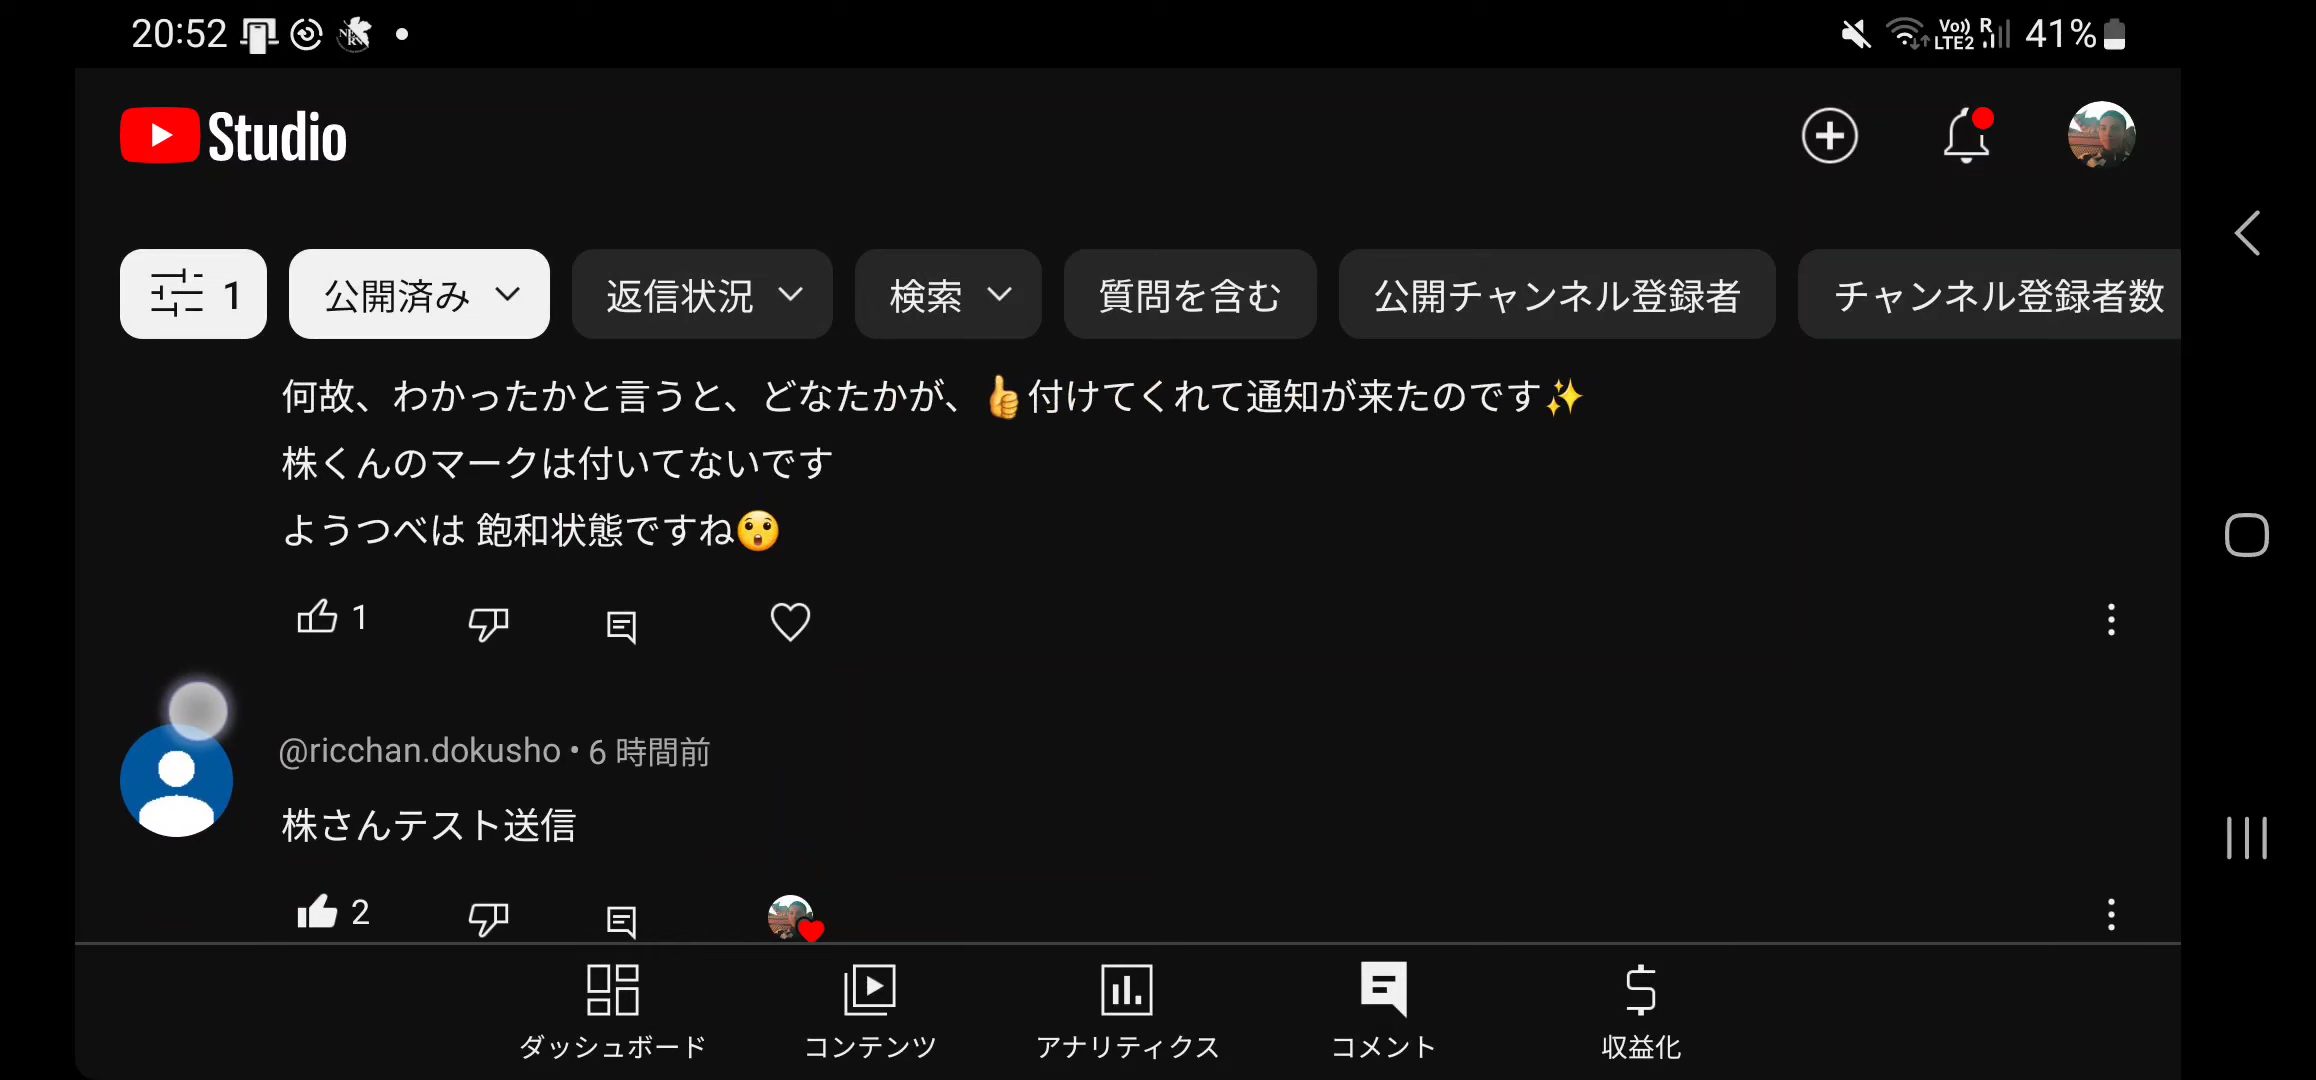 20:52
Vo)) R
LTE2 41%
Studio
1 公開済み 返信状況 検索 質問を含む 公開チャンネル登録者 チャンネル登録者数
何故、わかったかと言うと、どなたかが、👍付けてくれて通知が来たのです✨
株くんのマークは付いてないです
ようつべは 飽和状態ですね😲
1
@ricchan.dokusho • 6 時間前
株さんテスト送信
2
ダッシュボード コンテンツ アナリティクス コメント 収益化